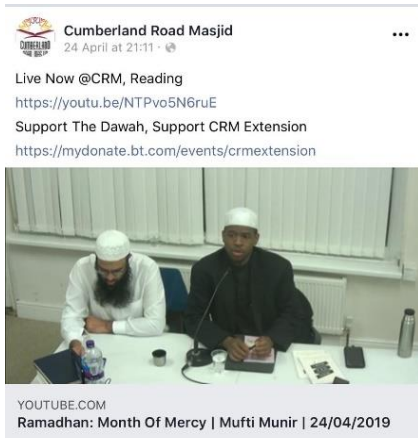 Cumberland Road Masjid
24 April at 21:11 ·
CUMBERLAND
Live Now @CRM, Reading
https://youtu.be/NTPvo5N6ruE
Support The Dawah, Support CRM Extension
https://mydonate.bt.com/events/crmextension
YOUTUBE.COM
Ramadhan: Month Of Mercy | Mufti Munir | 24/04/2019